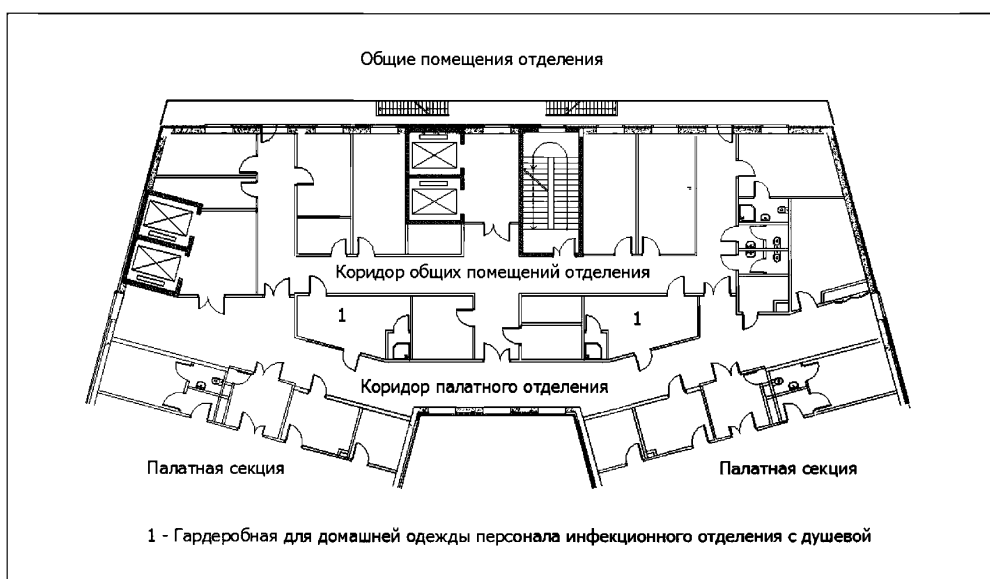 Общие помещения отделения
Коридор общих помещений отделения
1
1
Коридор палатного отделения
Палатная секция
Палатная секция
1 - Гардеробная для домашней одежды персонала инфекционного отделения с душевой